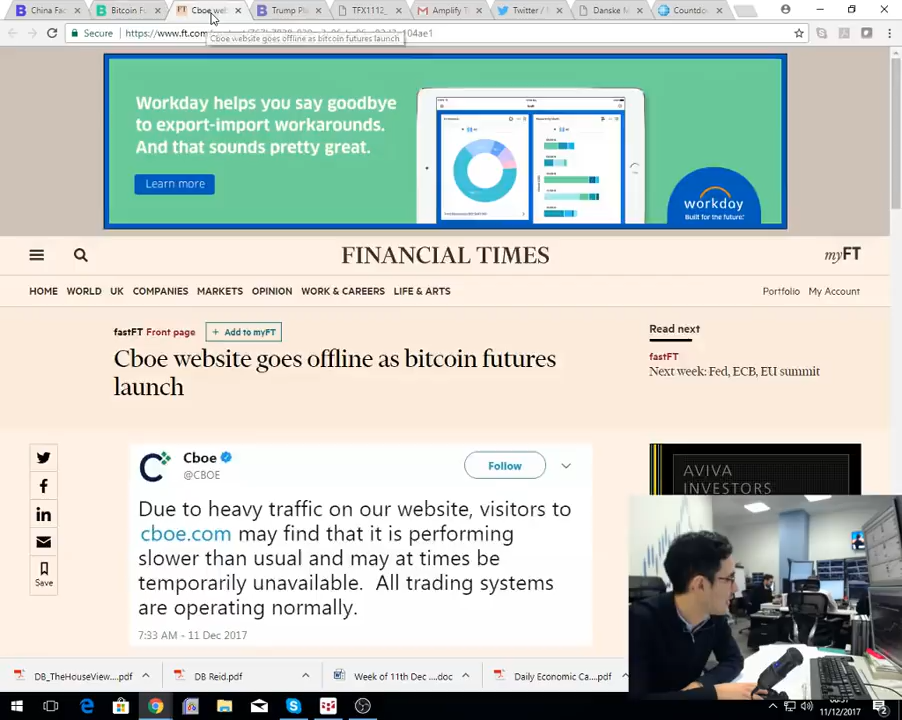 China Fac
Bitcoin Fu
Cboe web
Trump Pl
TFX1112_
Amplify T
Twitter /
Danske M
Countdo
Secure
https://www.ft.com
104ae1
Cboe website goes offline as bitcoin futures launch
Workday helps you say goodbye
to export-import workarounds.
And that sounds pretty great.
Learn more
workday
Built for the future.
FINANCIAL TIMES
myFT
HOME WORLD UK COMPANIES MARKETS OPINION WORK & CAREERS LIFE & ARTS
Portfolio My Account
fastFT Front page + Add to myFT
Cboe website goes offline as bitcoin futures
launch
Read next
fastFT
Next week: Fed, ECB, EU summit
Cboe
@CBOE
Follow
Due to heavy traffic on our website, visitors to
cboe.com may find that it is performing
slower than usual and may at times be
temporarily unavailable. All trading systems
are operating normally.
7:33 AM - 11 Dec 2017
Save
AVIVA
INVESTORS
DB_TheHouseView....pdf
DB Reid.pdf
Week of 11th Dec ....doc
Daily Economic Ca....pdf
11/12/2017